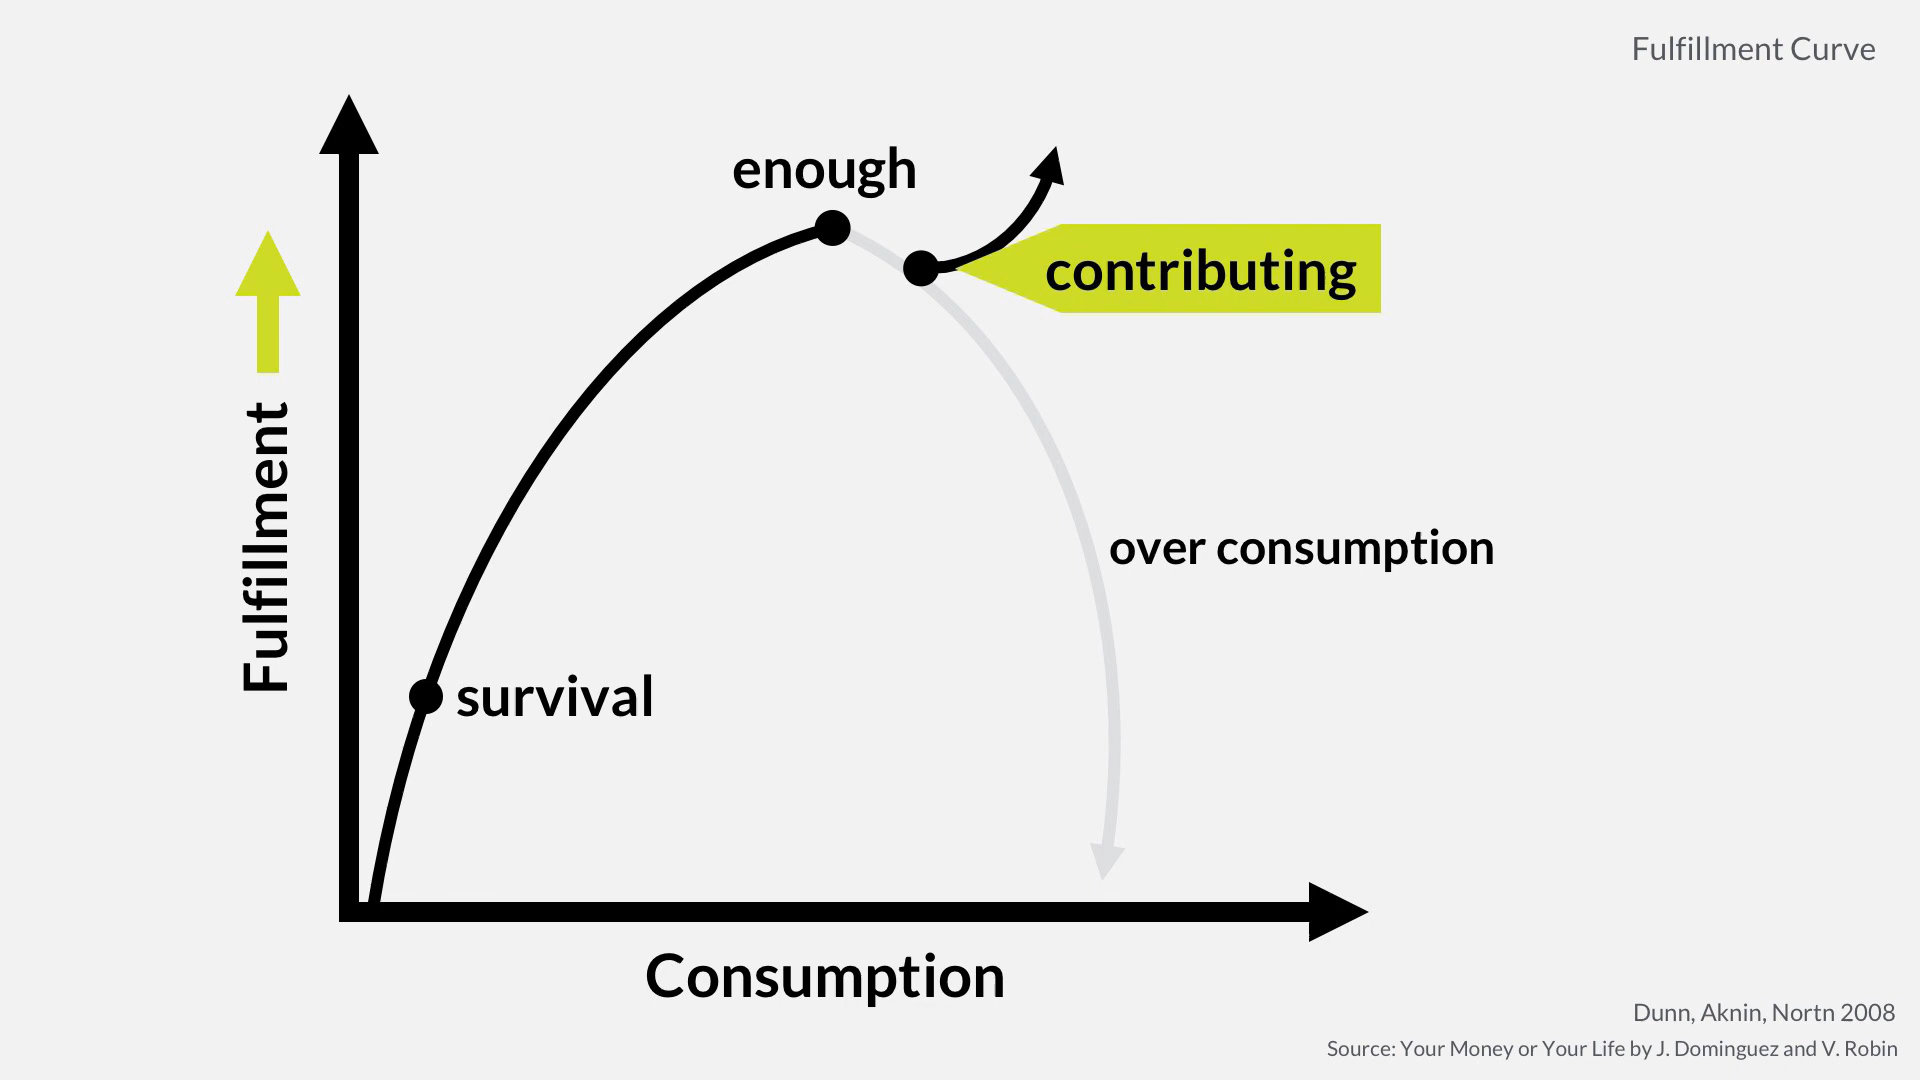 Fulfillment Curve
enough
contributing
Fulfillment
over consumption
survival
Consumption
Dunn, Aknin, Nortn 2008
Source: Your Money or Your Life by J. Dominguez and V. Robin